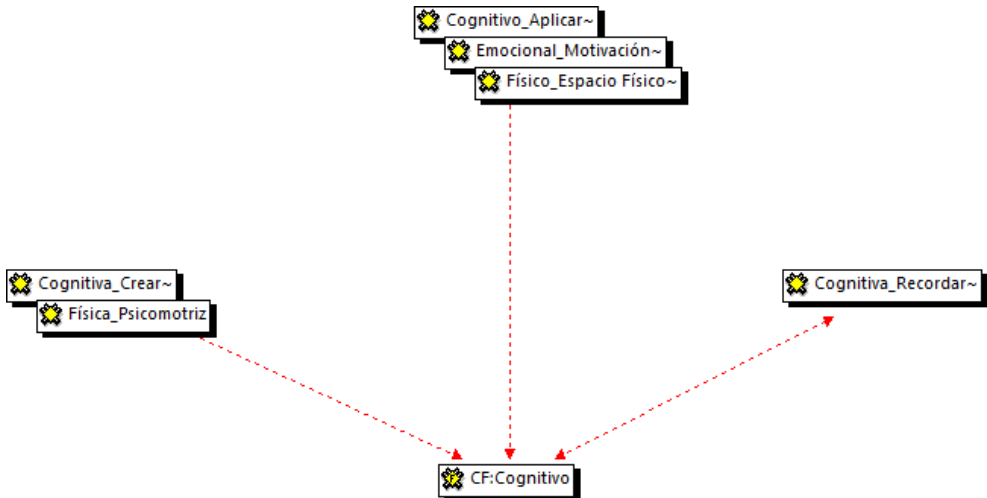 Cognitivo_Aplicar~
Emocional_Motivación~
Físico_Espacio Físico~
Cognitiva_Crear~
Física_Psicomotriz
Cognitiva_Recordar~
CF:Cognitivo